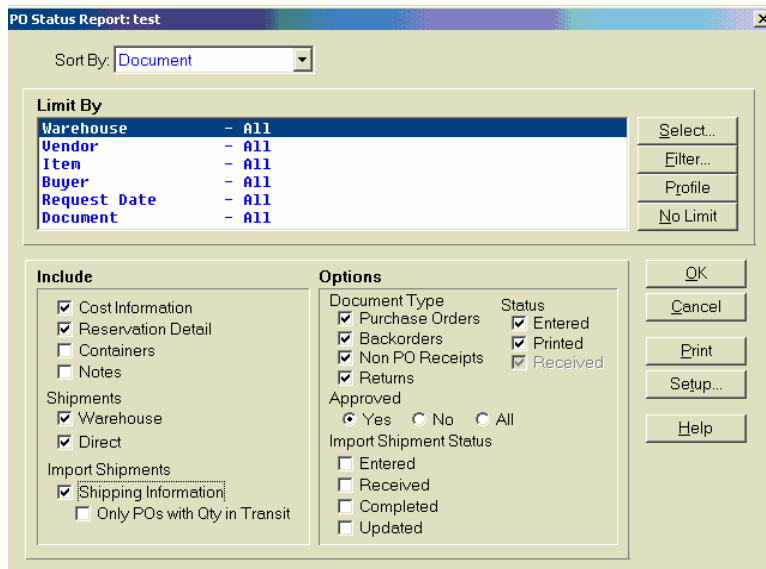 PO Status Report: test
Sort By: Document
Limit By
Warehouse - All
Vendor - All
Item - All
Buyer - All
Request Date - All
Document - All
Select...
Filter...
Profile
No Limit
Include
Cost Information
Reservation Detail
Containers
Notes
Shipments
Warehouse
Direct
Import Shipments
Shipping Information
Only POs with Qty in Transit
Options
Document Type
Purchase Orders
Backorders
Non PO Receipts
Returns
Status
Entered
Printed
Received
Approved
Yes No All
Import Shipment Status
Entered
Received
Completed
Updated
OK
Cancel
Print
Setup...
Help